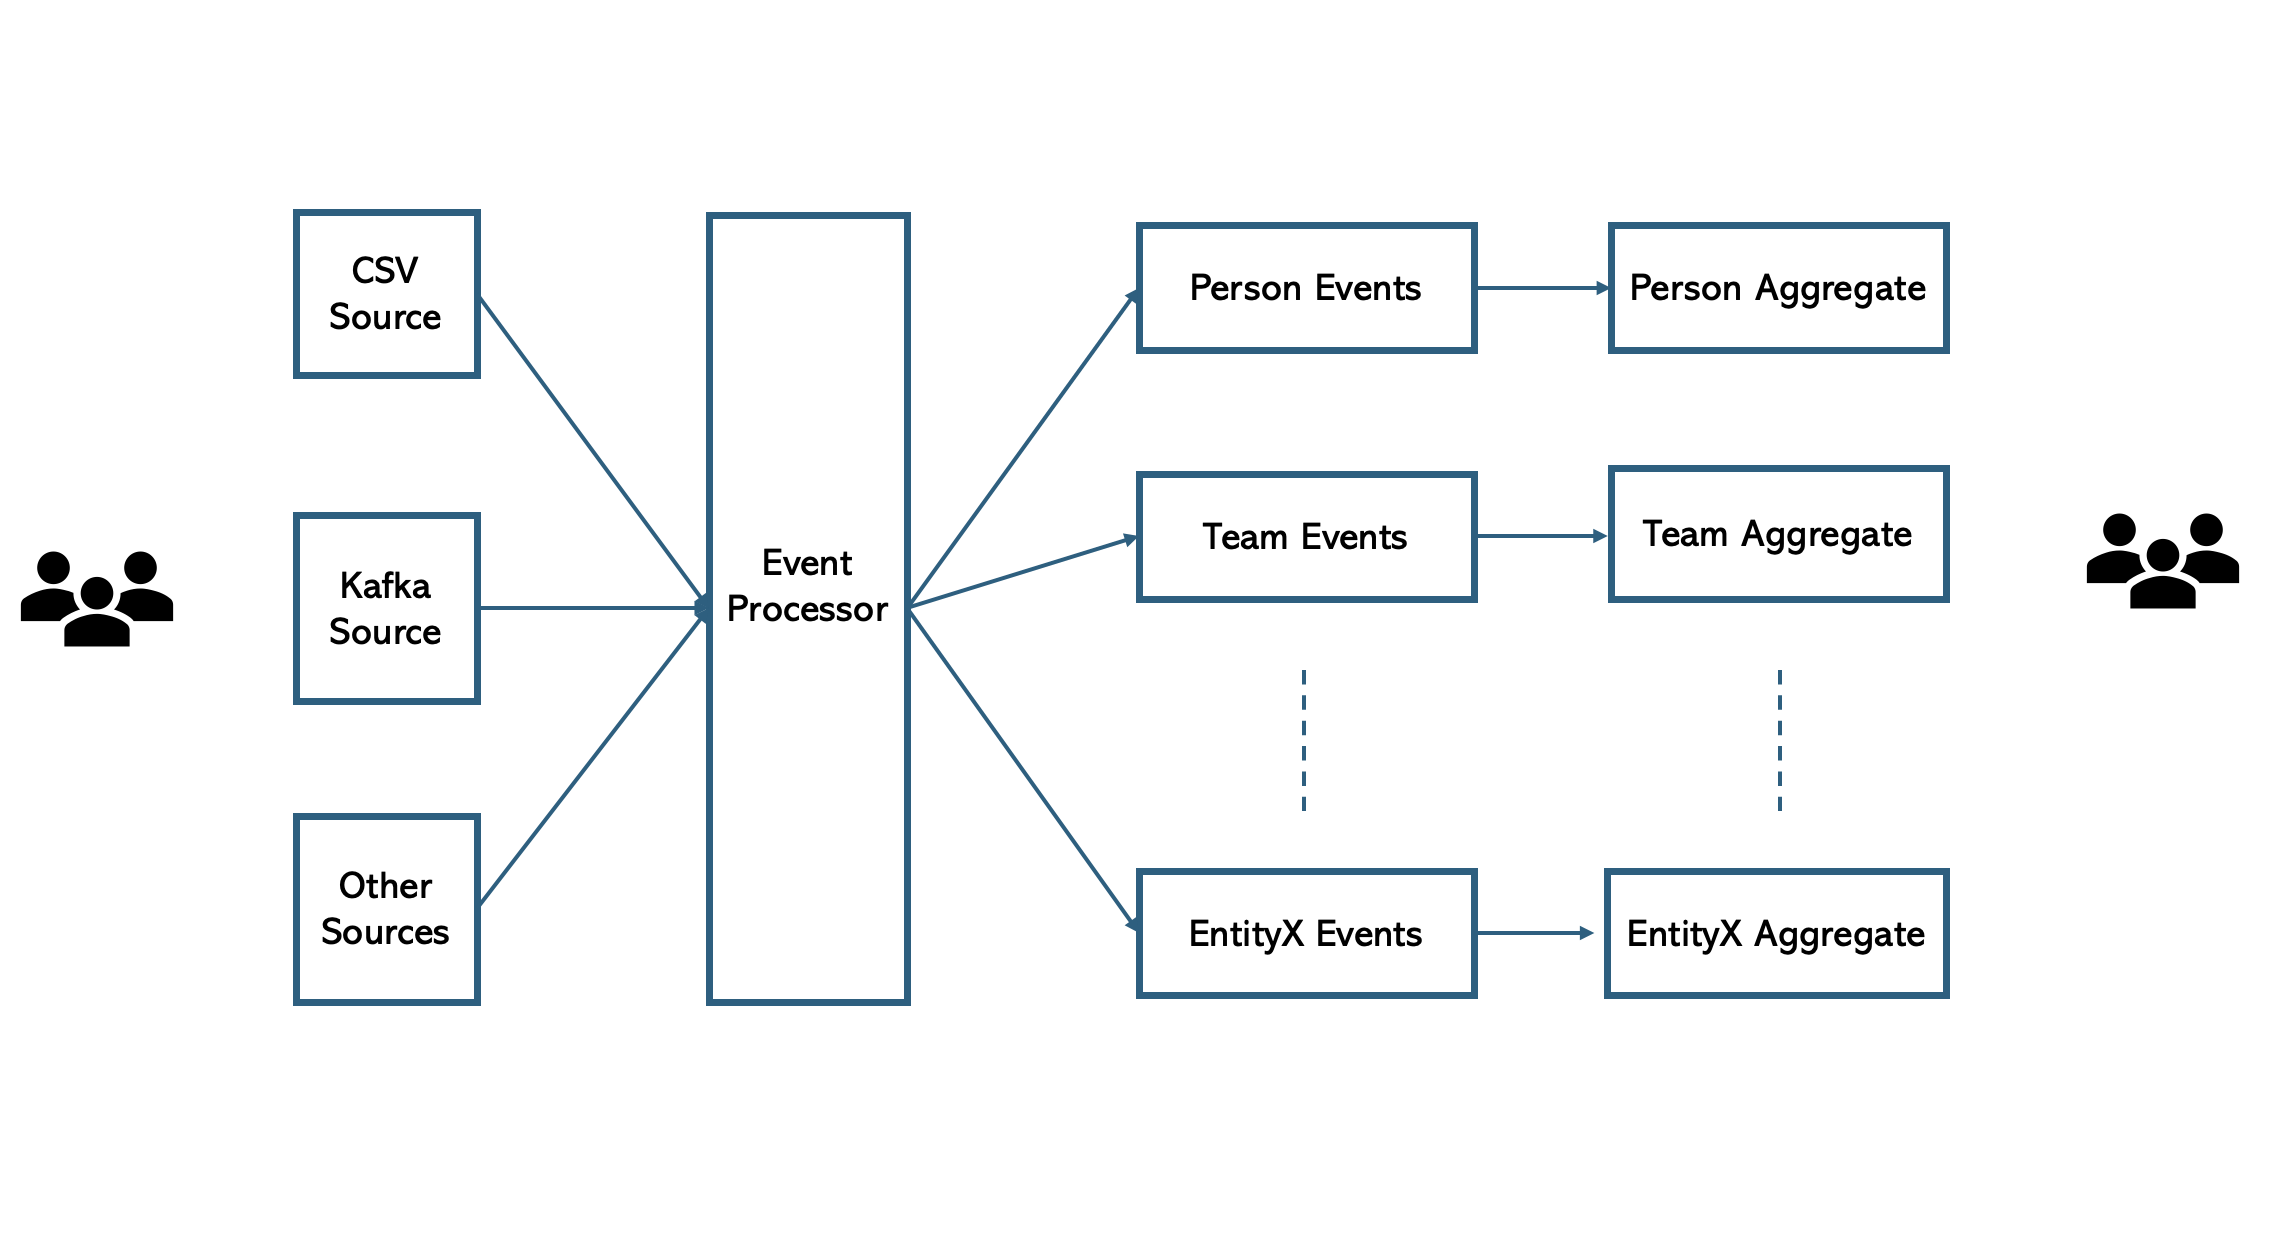 CSV
Source
Kafka
Source
Other
Sources
Event
Processor
Person Events
Person Aggregate
Team Events
Team Aggregate
EntityX Events
EntityX Aggregate